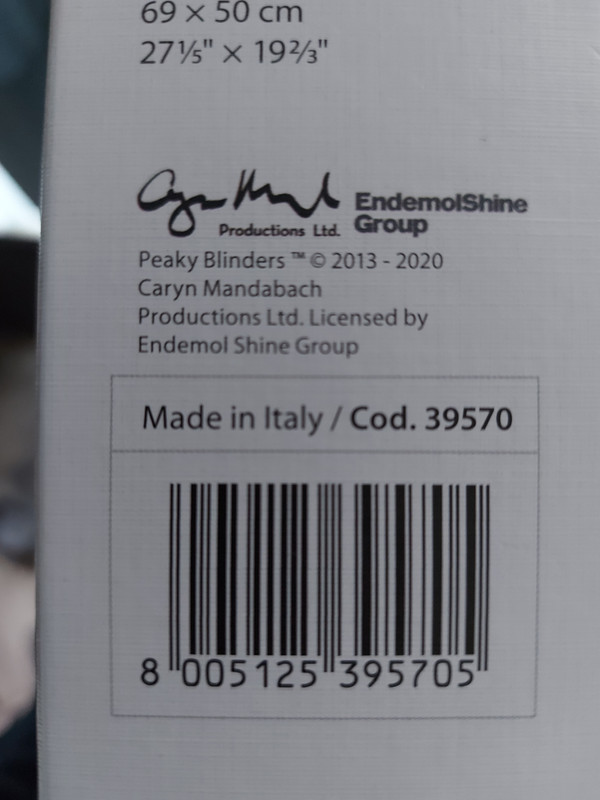 69 × 50 cm
27⅕" × 19⅔"
Productions Ltd.
EndemolShine
Group
Peaky Blinders ™ © 2013 - 2020
Caryn Mandabach
Productions Ltd. Licensed by
Endemol Shine Group
Made in Italy / Cod. 39570
8 005125 395705